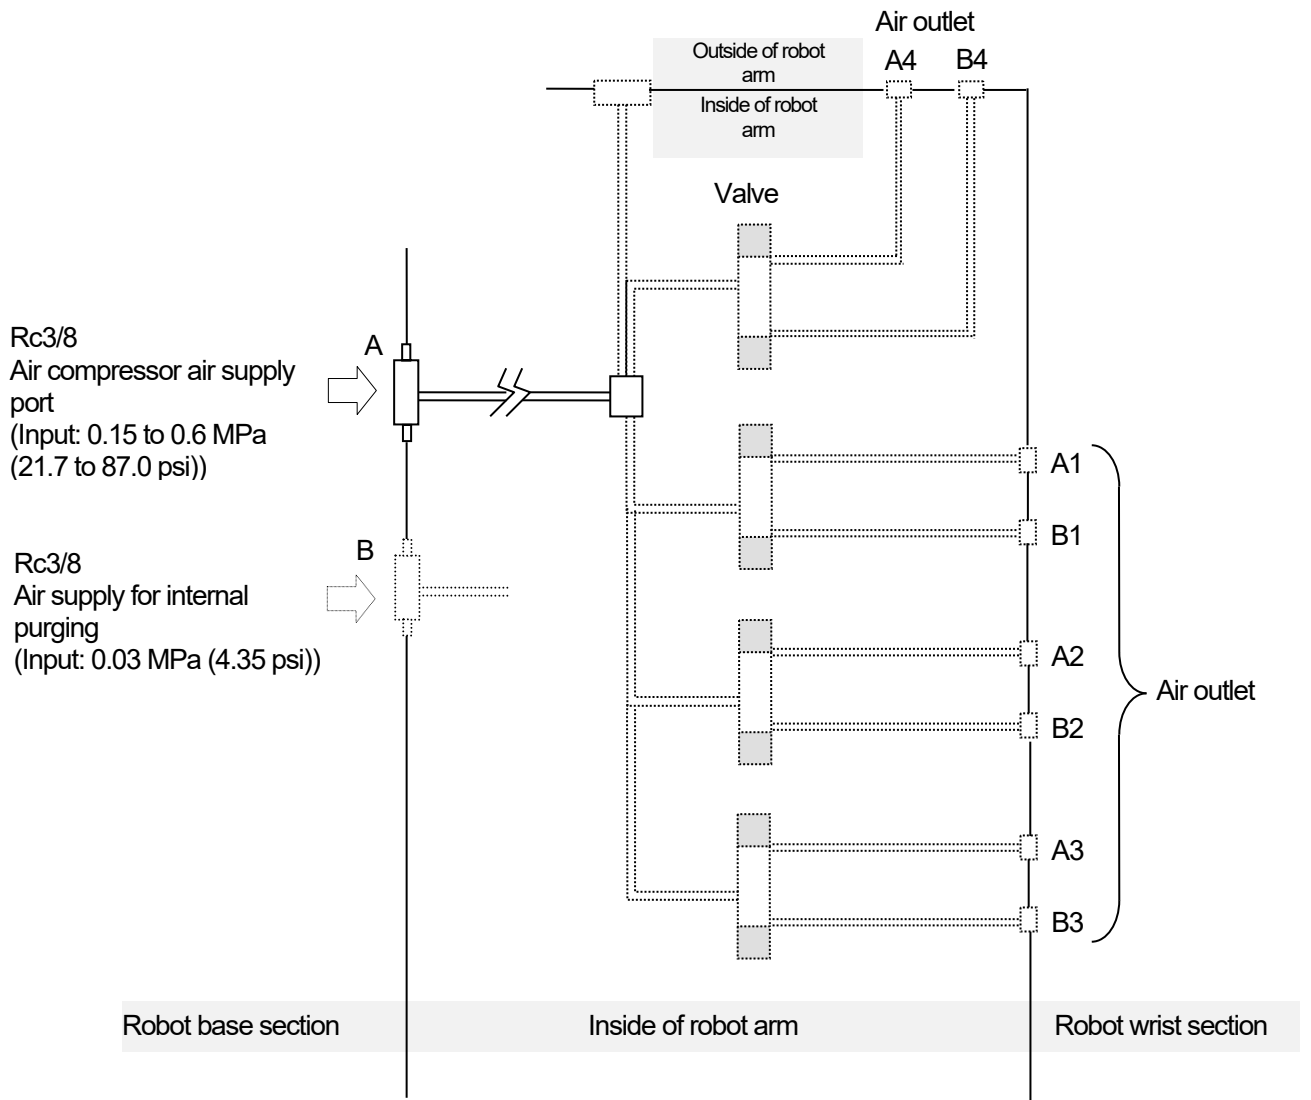 Air outlet
A4
B4
Outside of robot
arm
Inside of robot
arm
Valve
Rc3/8
Air compressor air supply
port
(Input: 0.15 to 0.6 MPa
(21.7 to 87.0 psi))
A
A1
B1
Rc3/8
Air supply for internal
purging
(Input: 0.03 MPa (4.35 psi))
B
A2
B2
Air outlet
A3
B3
Robot base section
Inside of robot arm
Robot wrist section